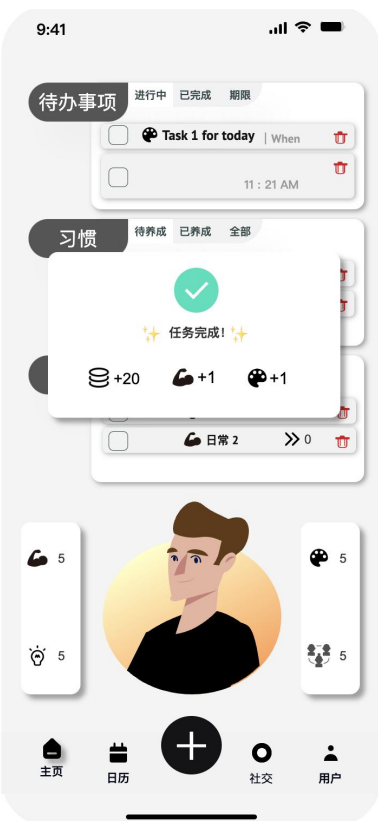 9:41
待办事项 进行中 已完成 期限
Task 1 for today | When
11 : 21 AM
习惯 待养成 已养成 全部
任务完成!
+20 +1 +1
日常 2 0
5 5
5 5
主页 日历 社交 用户